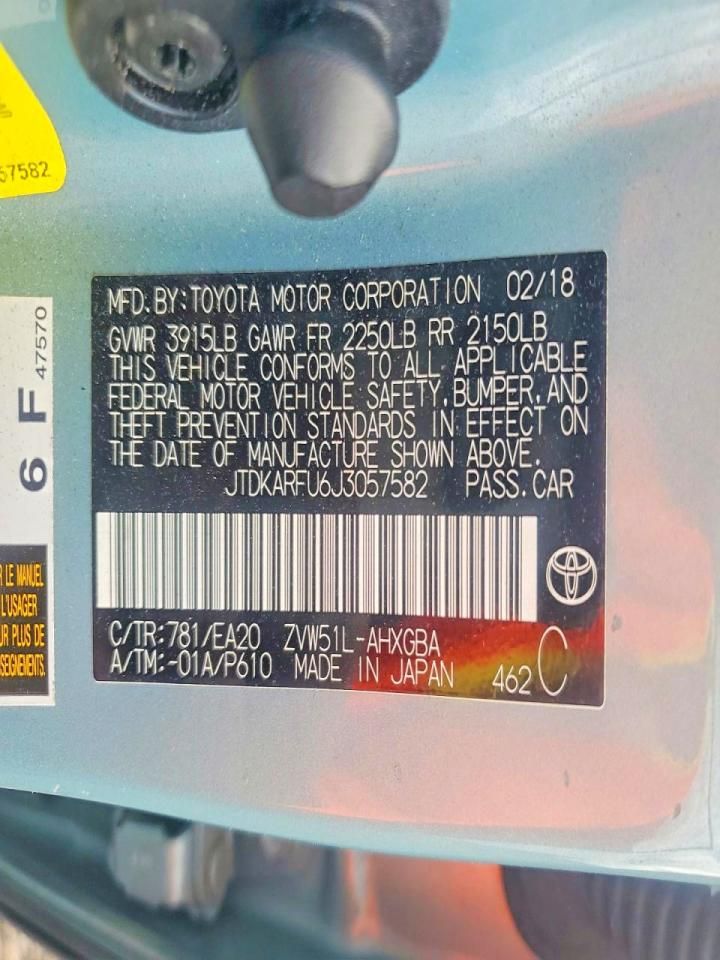 57582
47570
6 F
R LE MANUEL
L'USAGER
UR PLUS DE
SEIGNEMENTS.
MFD.BY:TOYOTA MOTOR CORPORATION 02/18
GVWR 3915LB GAWR FR 2250LB RR 2150LB
THIS VEHICLE CONFORMS TO ALL APPLICABLE
FEDERAL MOTOR VEHICLE SAFETY,BUMPER,AND
THEFT PREVENTION STANDARDS IN EFFECT ON
THE DATE OF MANUFACTURE SHOWN ABOVE.
JTDKARFU6J3057582 PASS.CAR
C/TR:781/EA20 ZVW51L-AHXGBA
A/TM:-01A/P610 MADE IN JAPAN 462 C